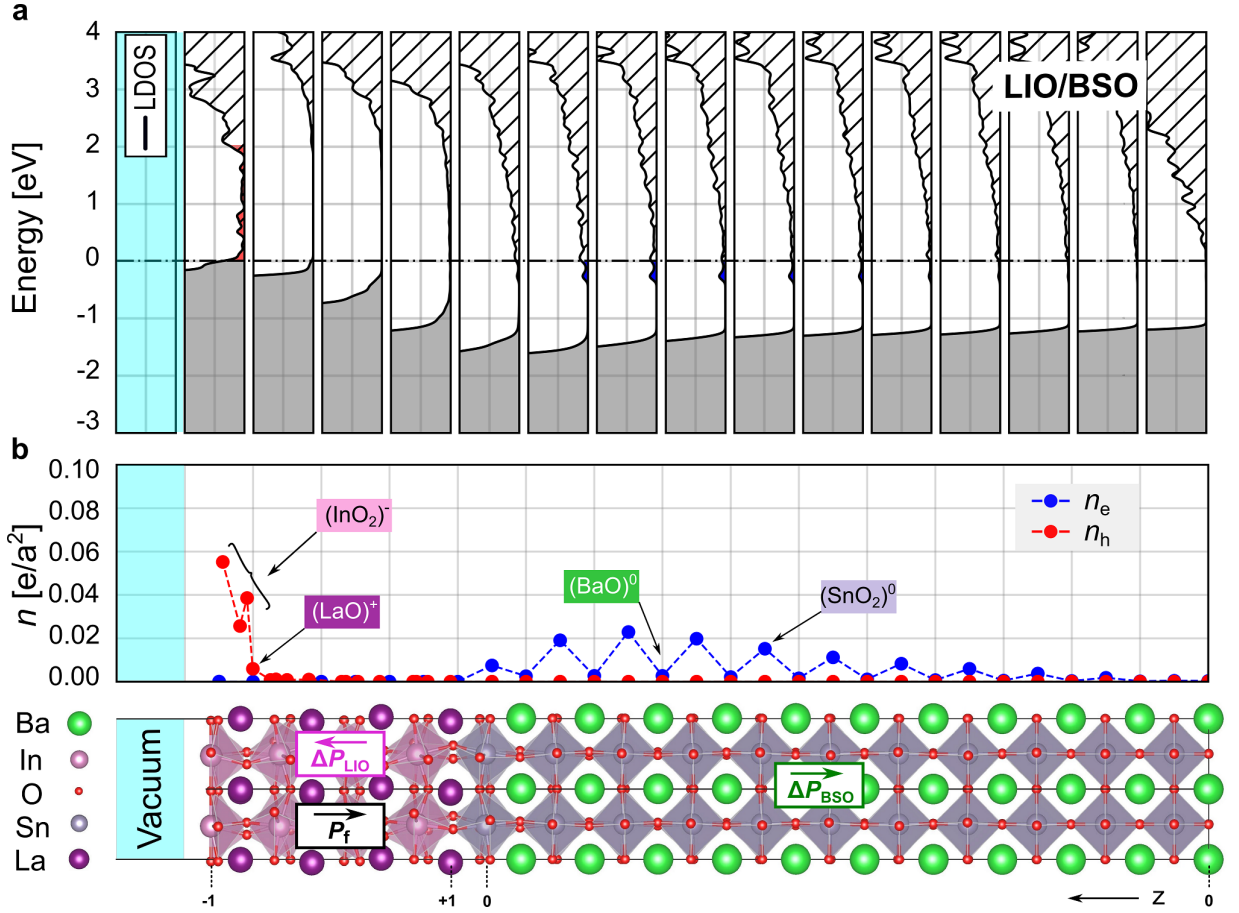 a
4
3
2
1
0
-1
-2
-3
Energy [eV]
LDOS
LIO/BSO
b
0.10
0.08
0.06
0.04
0.02
0.00
n [e/a²]
(InO₂)⁻
(LaO)⁺
(BaO)⁰
(SnO₂)⁰
nₑ
nₕ
Ba
In
O
Sn
La
Vacuum
ΔP_LIO
P_f
ΔP_BSO
-1
+1
0
z
0